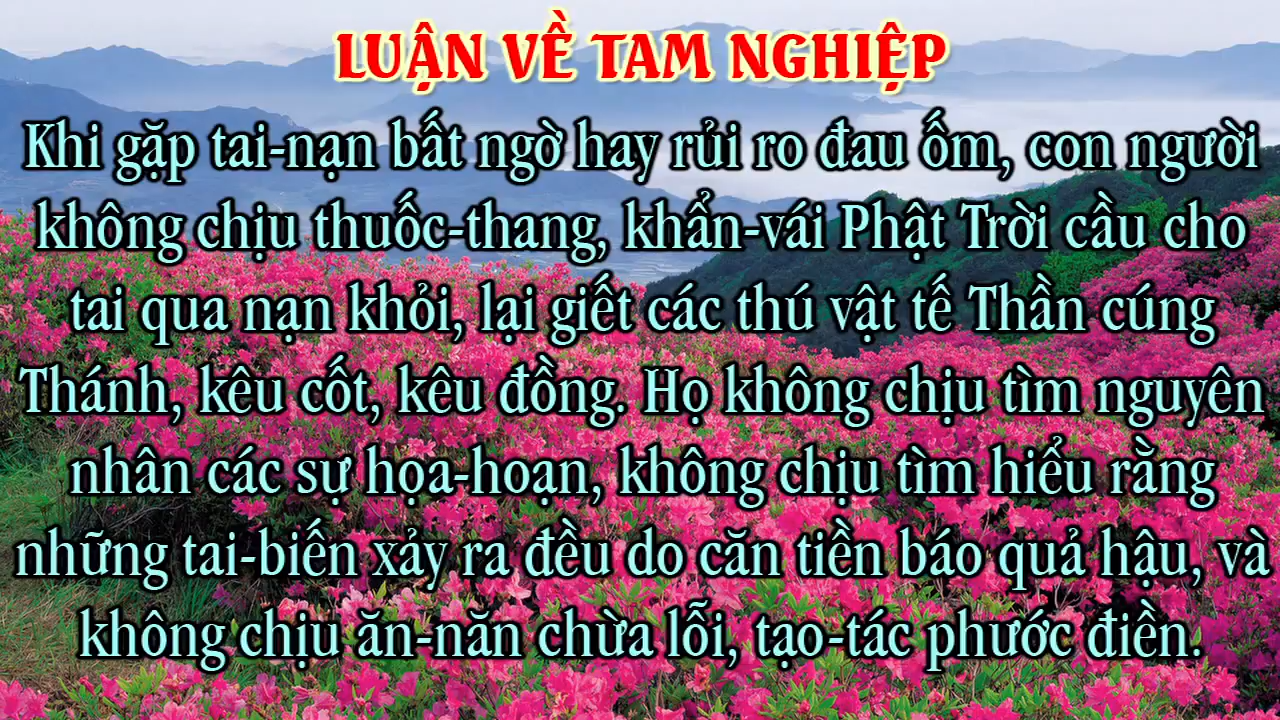 LUẬN VỀ TAM NGHIỆP
Khi gặp tai-nạn bất ngờ hay rủi ro đau ốm, con người
không chịu thuốc-thang, khẩn-vái Phật Trời cầu cho
tai qua nạn khỏi, lại giết các thú vật tế Thần cúng
Thánh, kêu cốt, kêu đồng. Họ không chịu tìm nguyên
nhân các sự họa-hoạn, không chịu tìm hiểu rằng
những tai-biến xảy ra đều do căn tiền báo quả hậu, và
không chịu ăn-năn chừa lỗi, tạo-tác phước điền.